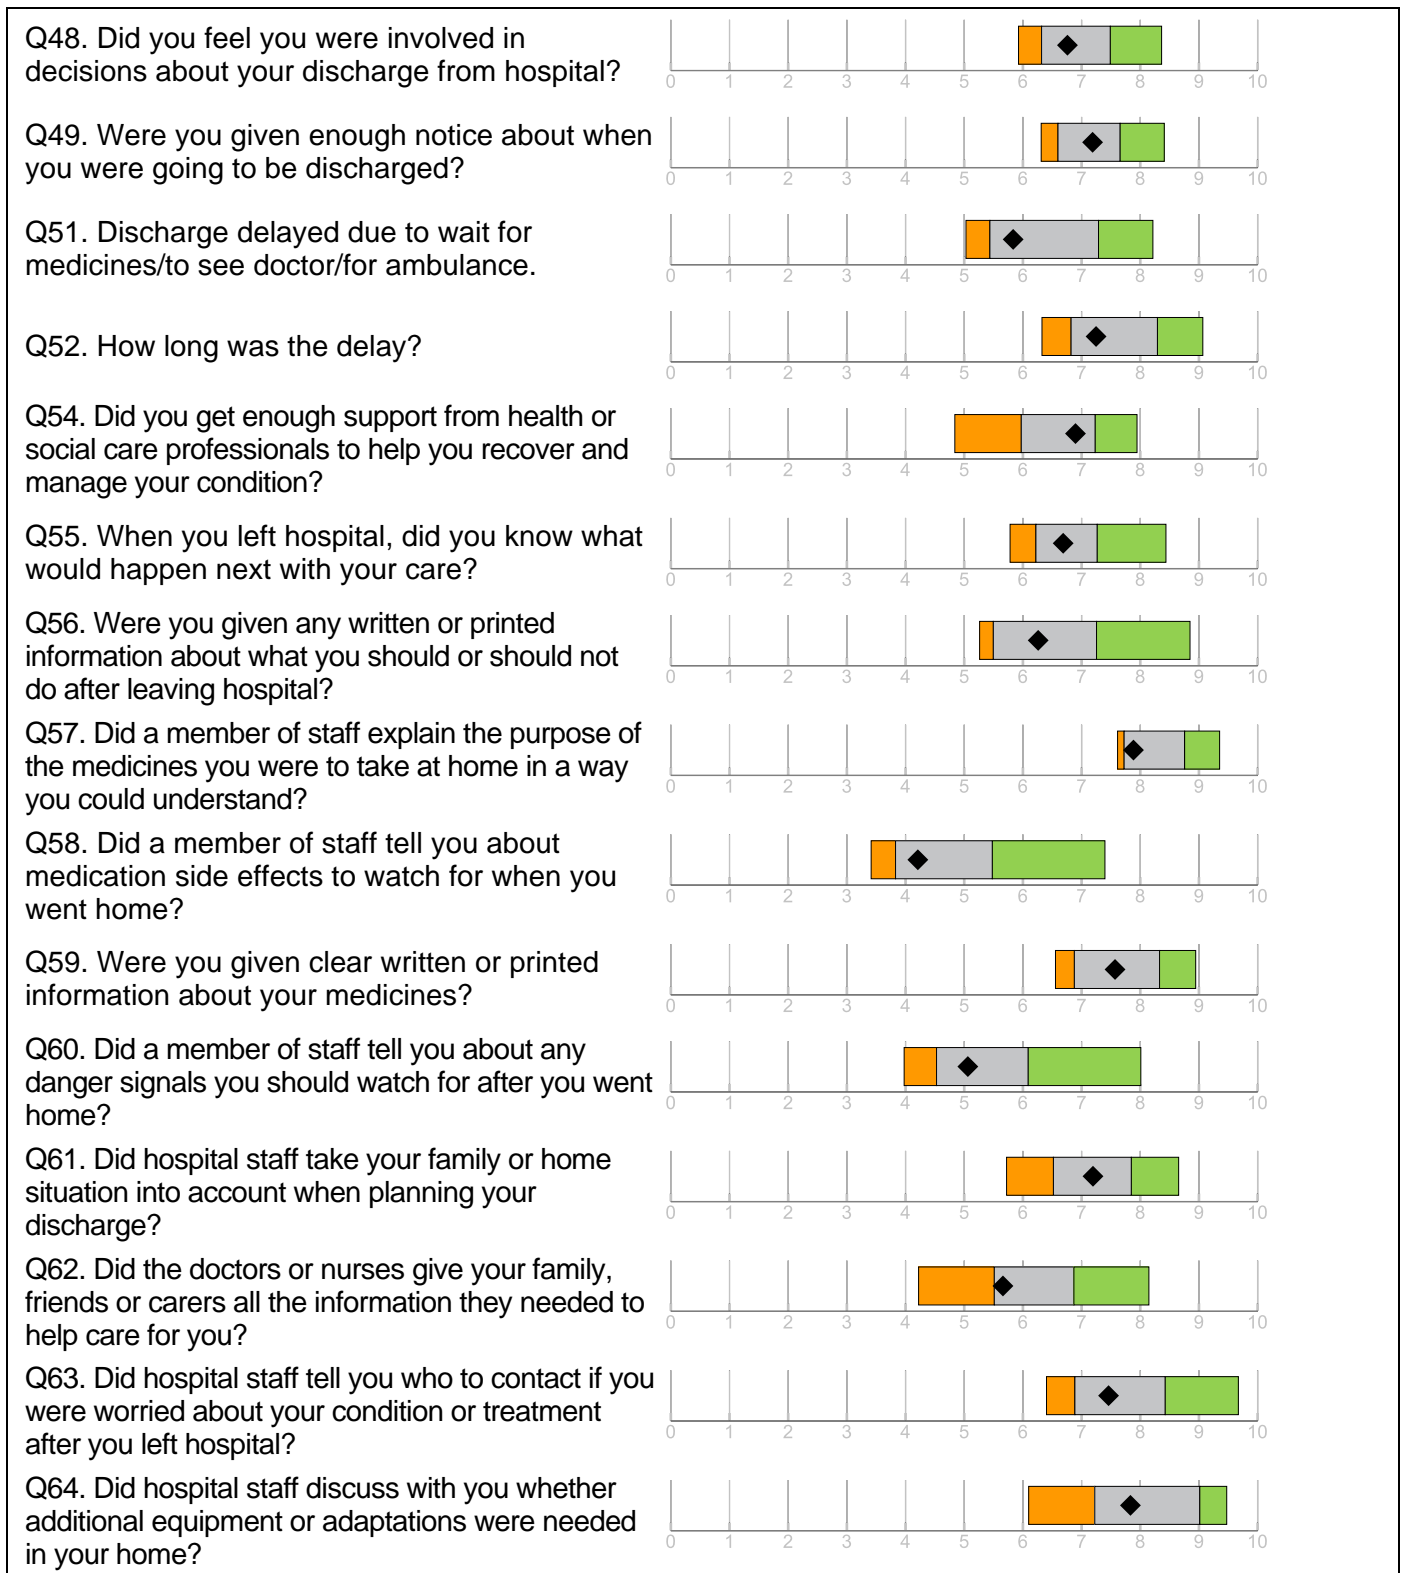 Q48. Did you feel you were involved in
decisions about your discharge from hospital?
0 1 2 3 4 5 6 7 8 9 10
Q49. Were you given enough notice about when
you were going to be discharged?
0 1 2 3 4 5 6 7 8 9 10
Q51. Discharge delayed due to wait for
medicines/to see doctor/for ambulance.
0 1 2 3 4 5 6 7 8 9 10
Q52. How long was the delay?
0 1 2 3 4 5 6 7 8 9 10
Q54. Did you get enough support from health or
social care professionals to help you recover and
manage your condition?
0 1 2 3 4 5 6 7 8 9 10
Q55. When you left hospital, did you know what
would happen next with your care?
0 1 2 3 4 5 6 7 8 9 10
Q56. Were you given any written or printed
information about what you should or should not
do after leaving hospital?
0 1 2 3 4 5 6 7 8 9 10
Q57. Did a member of staff explain the purpose of
the medicines you were to take at home in a way
you could understand?
0 1 2 3 4 5 6 7 8 9 10
Q58. Did a member of staff tell you about
medication side effects to watch for when you
went home?
0 1 2 3 4 5 6 7 8 9 10
Q59. Were you given clear written or printed
information about your medicines?
0 1 2 3 4 5 6 7 8 9 10
Q60. Did a member of staff tell you about any
danger signals you should watch for after you went
home?
0 1 2 3 4 5 6 7 8 9 10
Q61. Did hospital staff take your family or home
situation into account when planning your
discharge?
0 1 2 3 4 5 6 7 8 9 10
Q62. Did the doctors or nurses give your family,
friends or carers all the information they needed to
help care for you?
0 1 2 3 4 5 6 7 8 9 10
Q63. Did hospital staff tell you who to contact if you
were worried about your condition or treatment
after you left hospital?
0 1 2 3 4 5 6 7 8 9 10
Q64. Did hospital staff discuss with you whether
additional equipment or adaptations were needed
in your home?
0 1 2 3 4 5 6 7 8 9 10